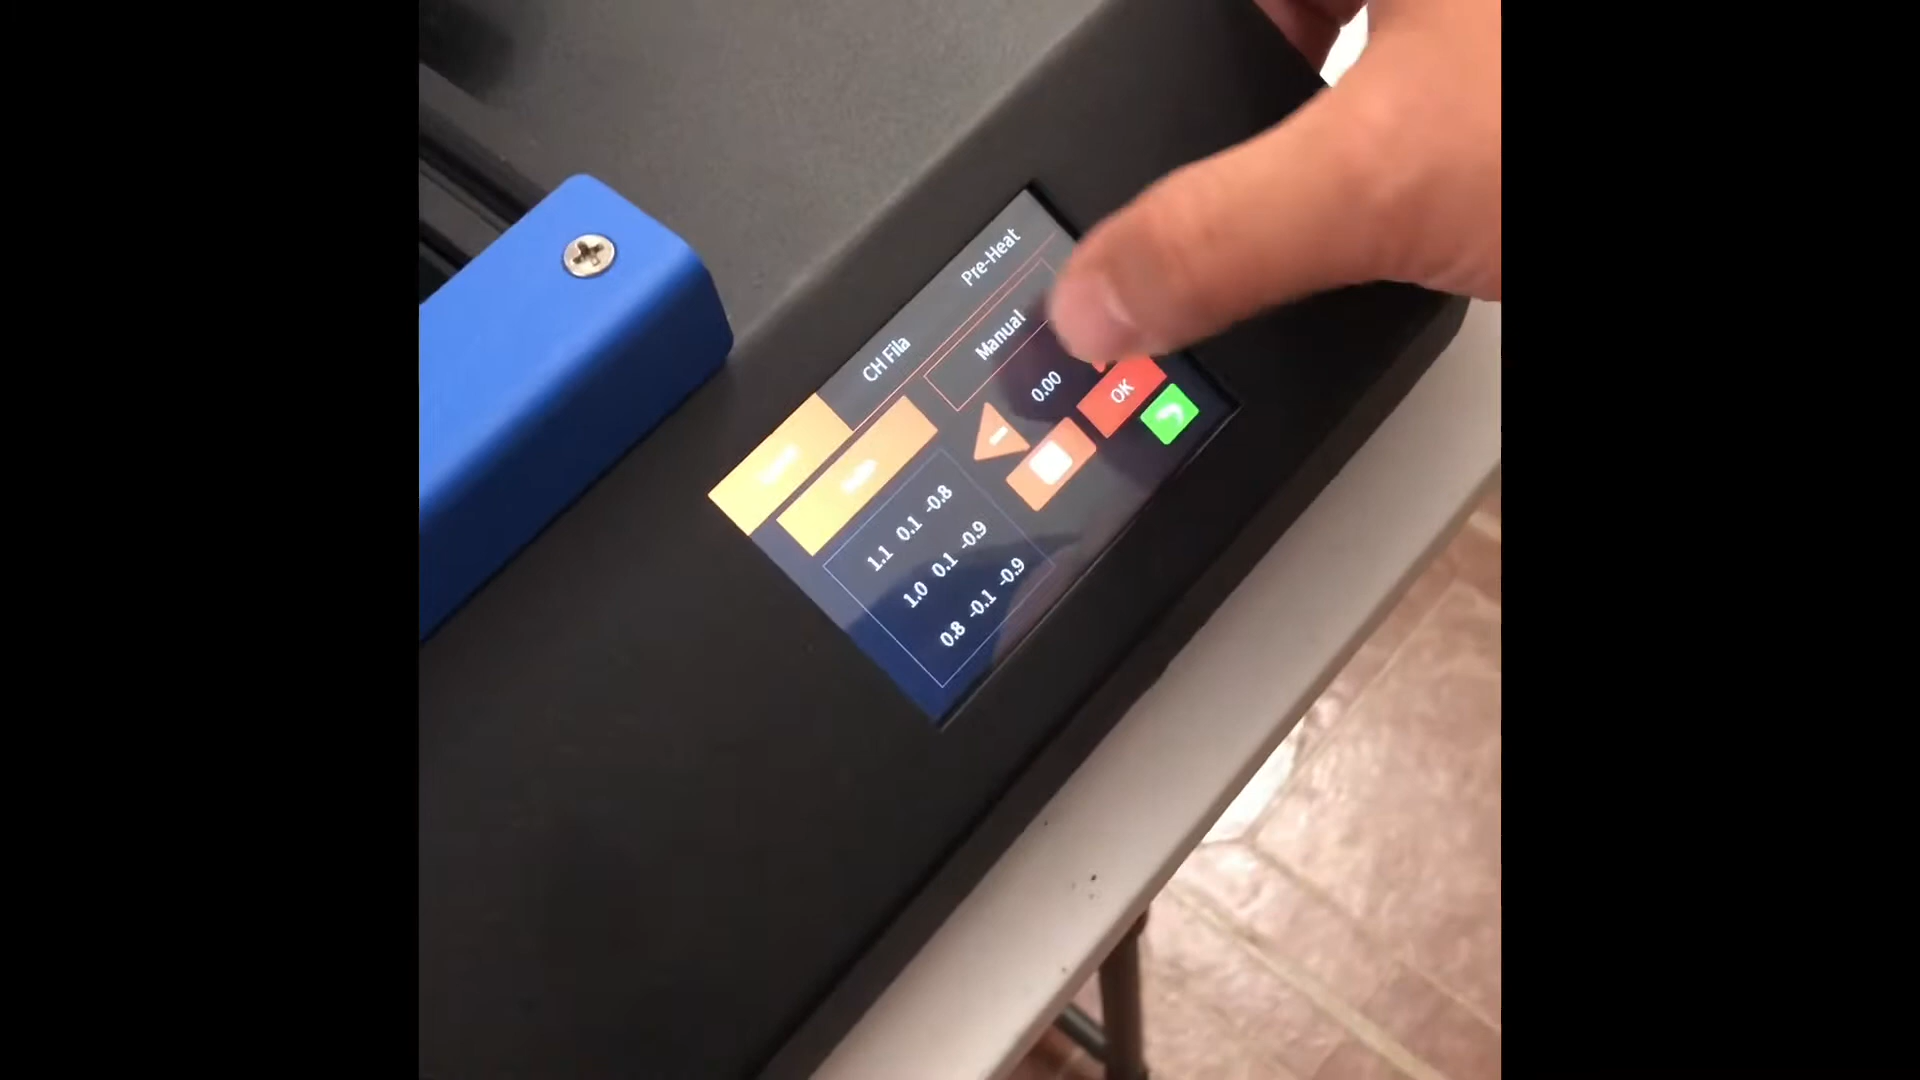 CH Fila
Pre-Heat
Manual
0.00
OK
1.1 0.1 -0.8
1.0 0.1 -0.9
0.8 -0.1 -0.9